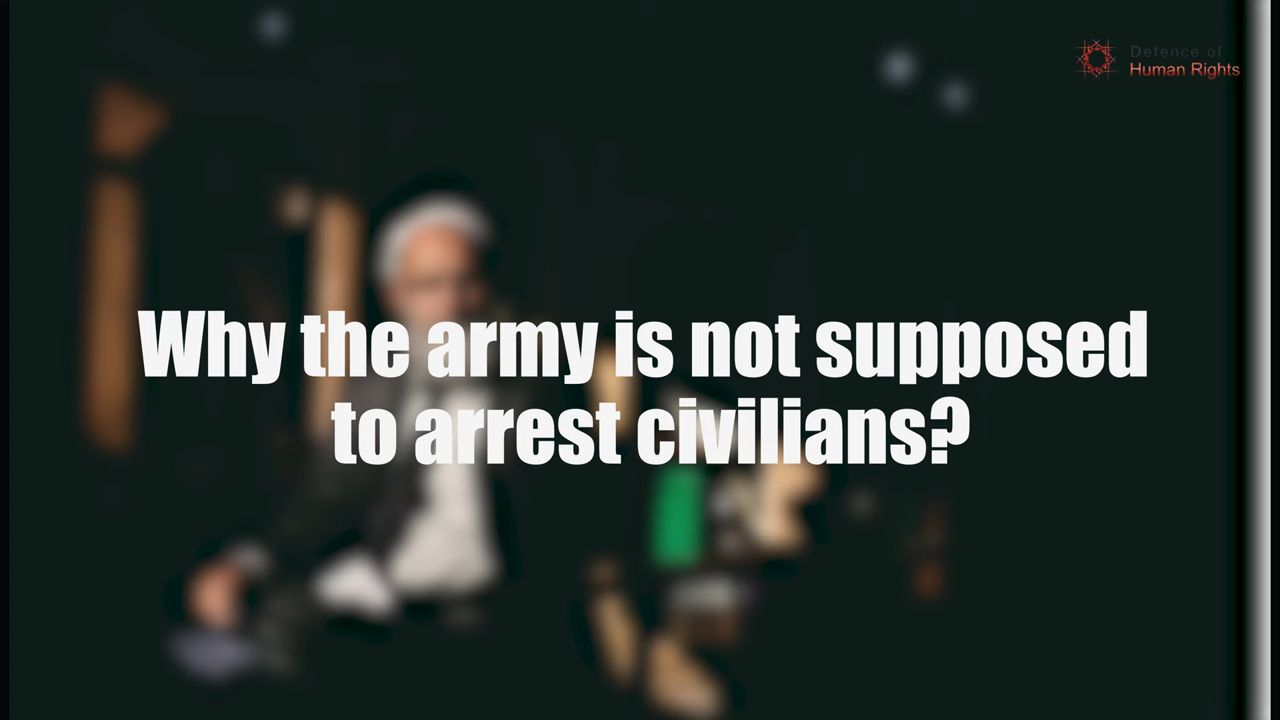 Defence of
Human Rights
Why the army is not supposed
to arrest civilians?